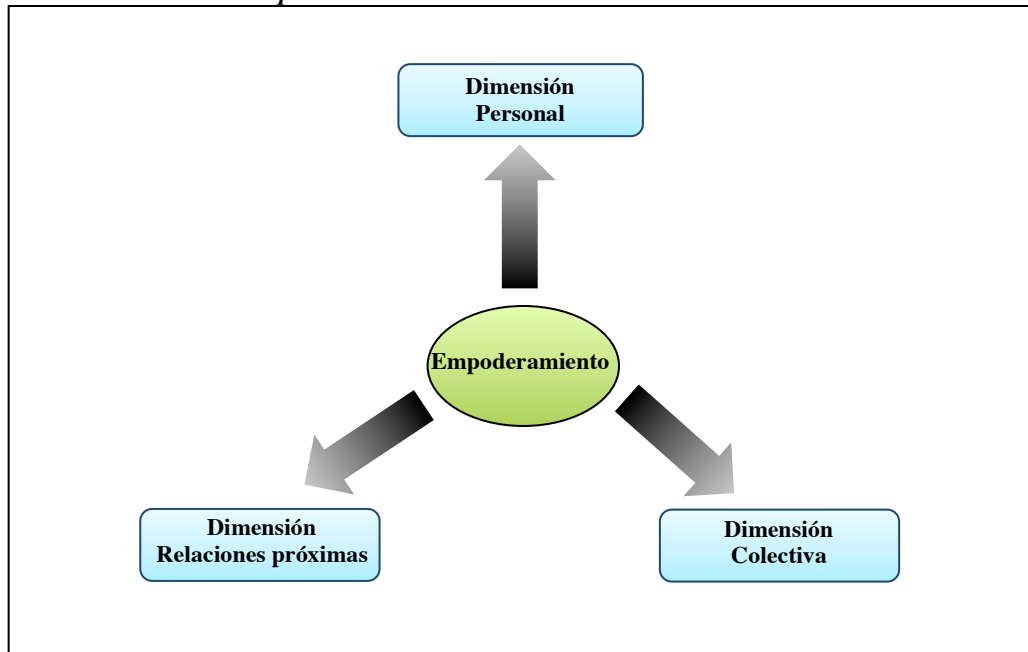 Dimensión
Personal
Empoderamiento
Dimensión
Relaciones próximas
Dimensión
Colectiva